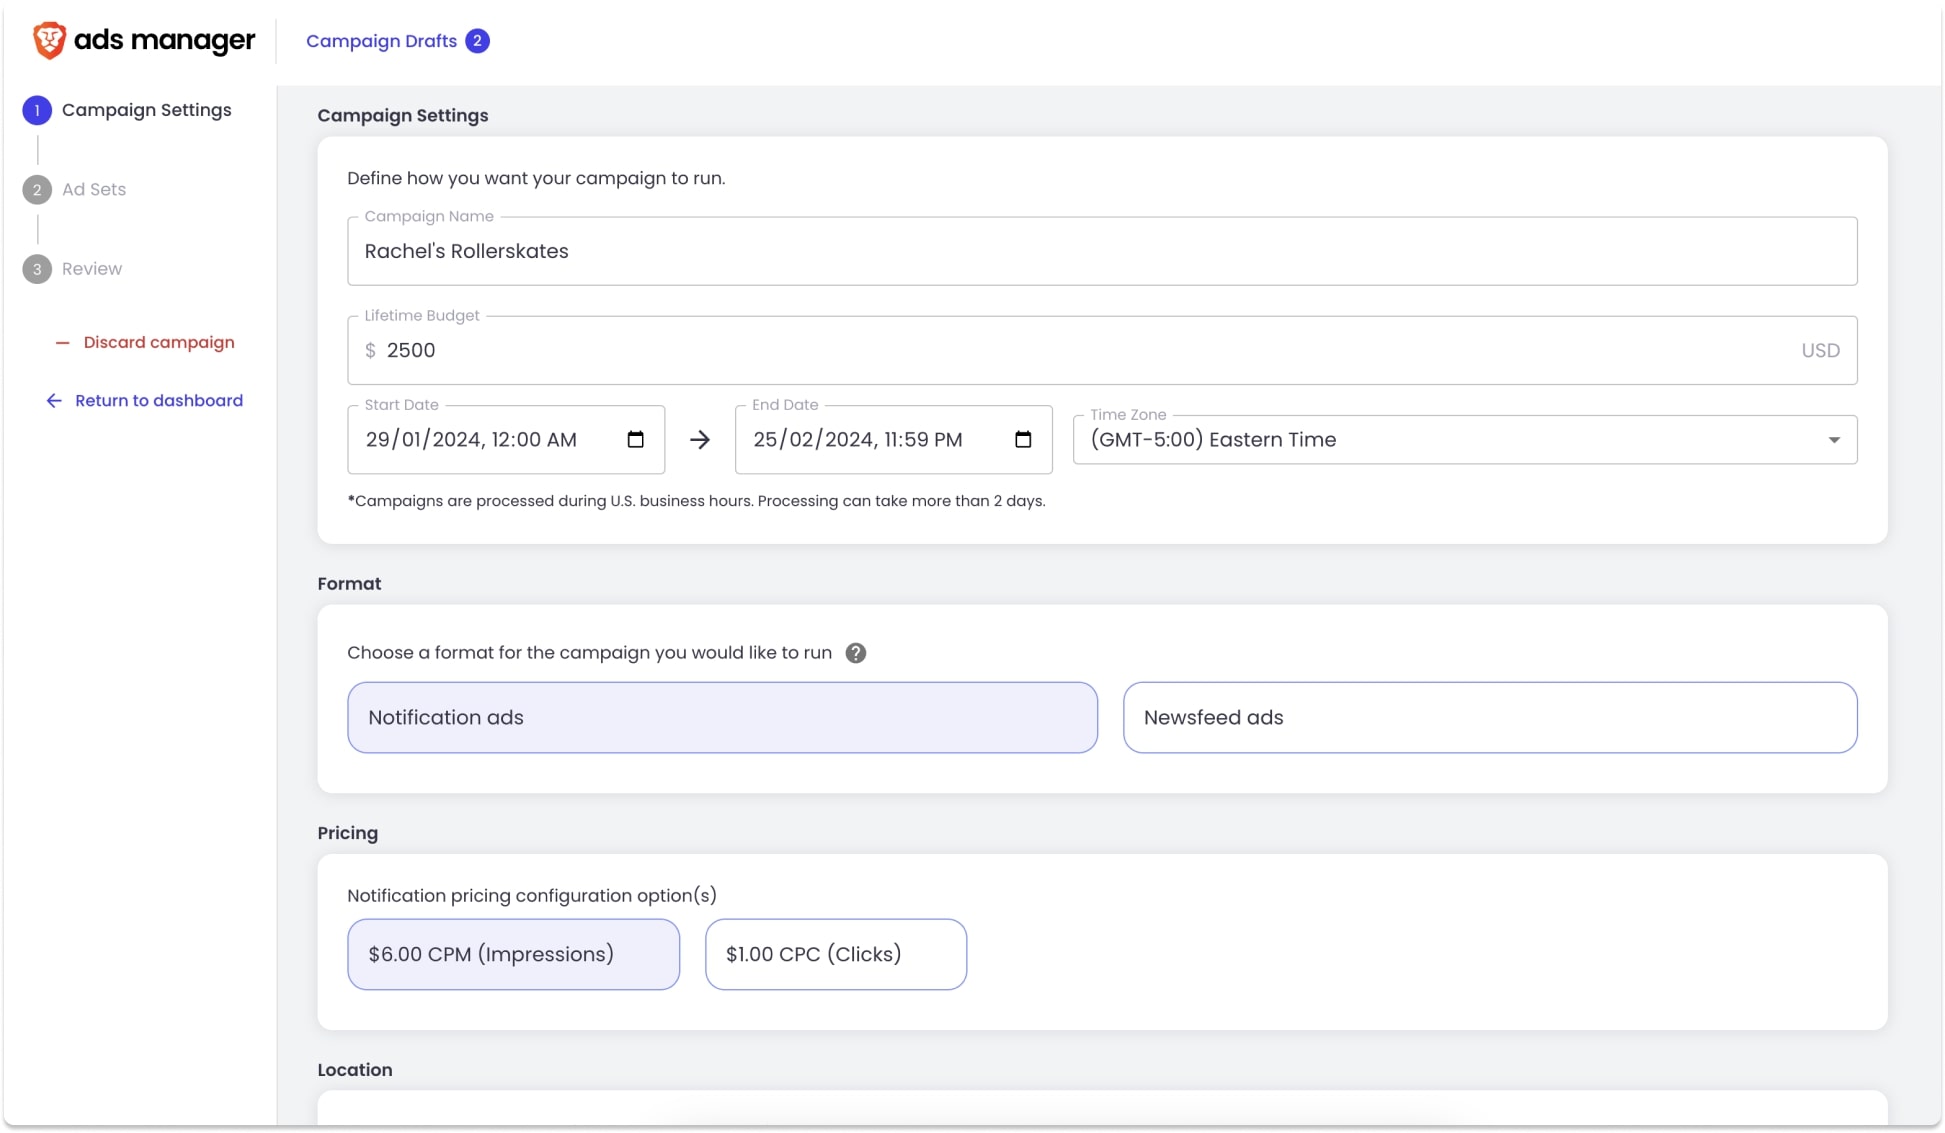 ads manager
Campaign Drafts 2
1 Campaign Settings
2 Ad Sets
3 Review
Discard campaign
Return to dashboard
Campaign Settings
Define how you want your campaign to run.
Campaign Name
Rachel's Rollerskates
Lifetime Budget
$ 2500 USD
Start Date
29/01/2024, 12:00 AM
End Date
25/02/2024, 11:59 PM
Time Zone
(GMT-5:00) Eastern Time
*Campaigns are processed during U.S. business hours. Processing can take more than 2 days.
Format
Choose a format for the campaign you would like to run ?
Notification ads
Newsfeed ads
Pricing
Notification pricing configuration option(s)
$6.00 CPM (Impressions)
$1.00 CPC (Clicks)
Location